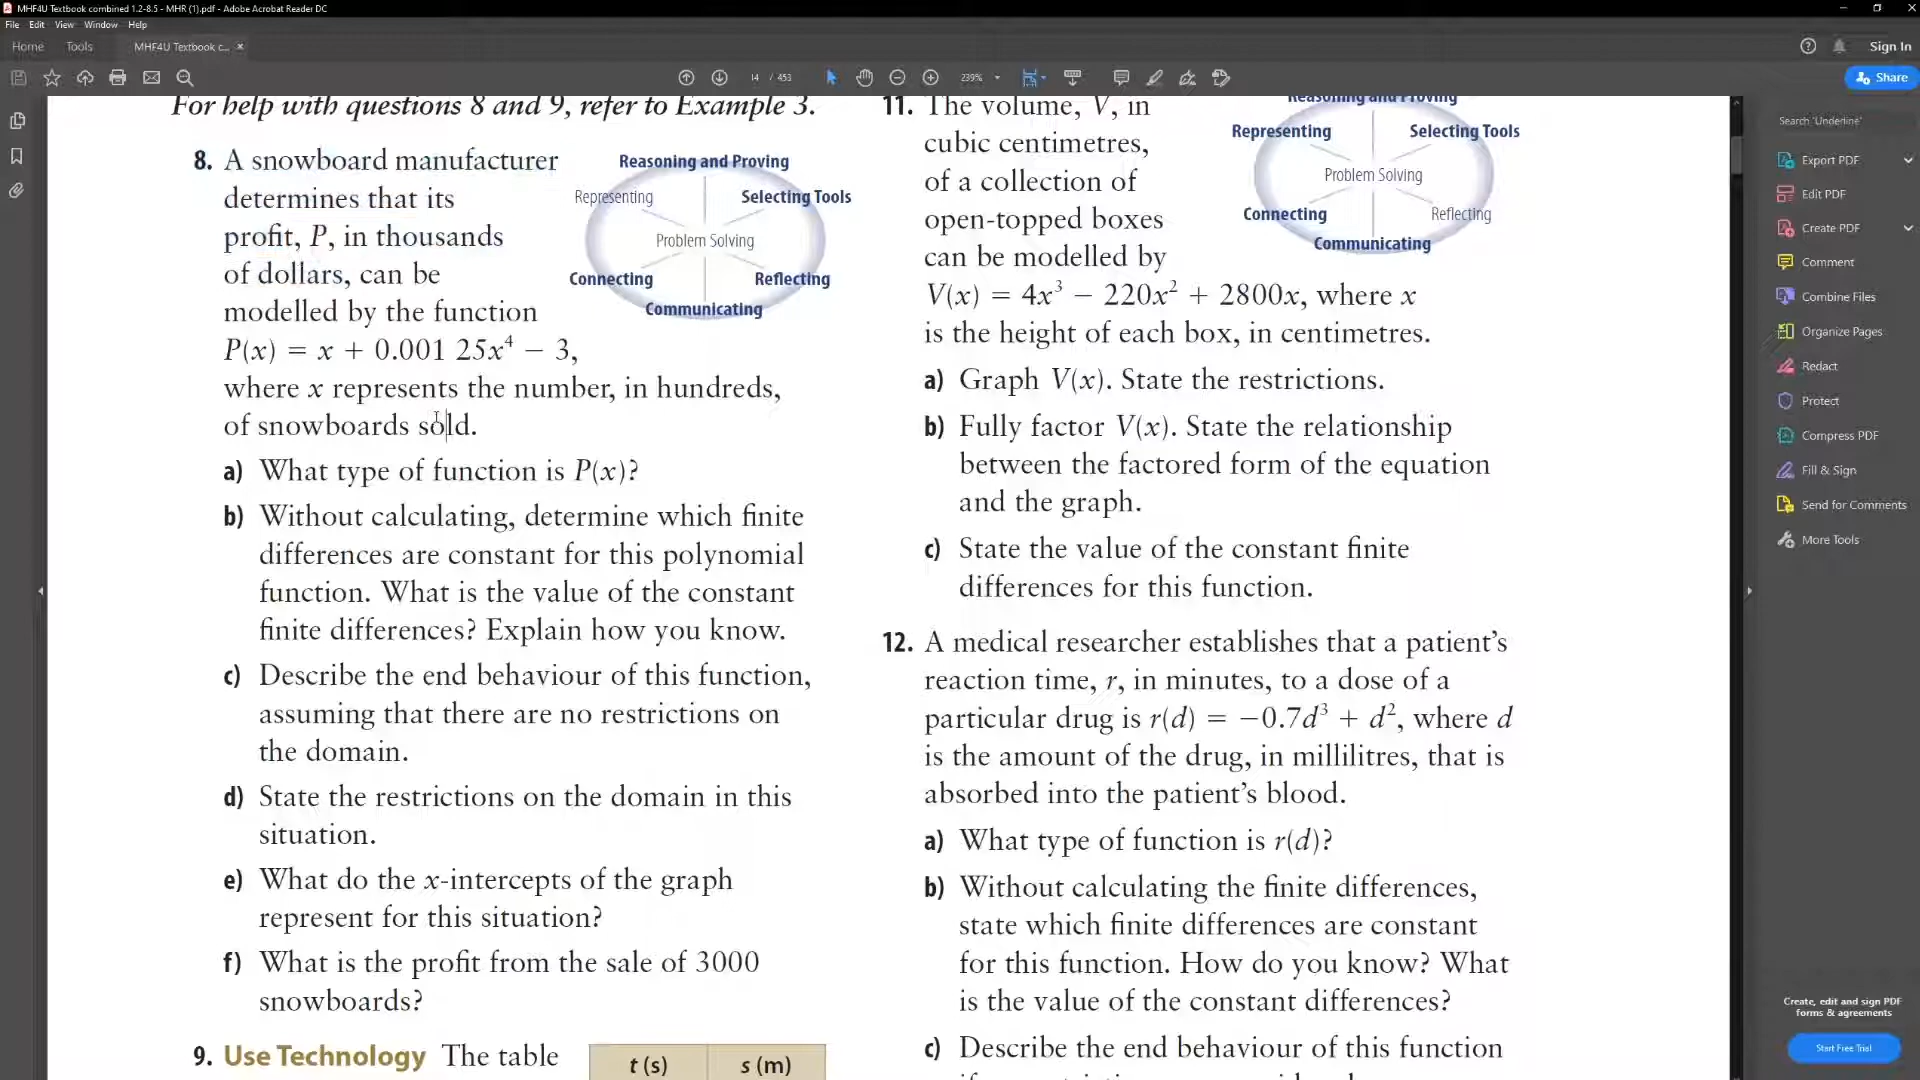 MHF4U Textbook combined 1.2-8.5 - MHR (1).pdf - Adobe Acrobat Reader DC
File Edit View Window Help
Home Tools MHF4U Textbook c... ×
Sign In
14 / 453
239%
Share
For help with questions 8 and 9, refer to Example 3.
8. A snowboard manufacturer
determines that its
profit, P, in thousands
of dollars, can be
modelled by the function
P(x) = x + 0.001 25x⁴ − 3,
where x represents the number, in hundreds,
of snowboards sold.
Reasoning and Proving
Representing
Selecting Tools
Problem Solving
Connecting
Reflecting
Communicating
a) What type of function is P(x)?
b) Without calculating, determine which finite
differences are constant for this polynomial
function. What is the value of the constant
finite differences? Explain how you know.
c) Describe the end behaviour of this function,
assuming that there are no restrictions on
the domain.
d) State the restrictions on the domain in this
situation.
e) What do the x-intercepts of the graph
represent for this situation?
f) What is the profit from the sale of 3000
snowboards?
9. Use Technology The table
t (s) s (m)
11. The volume, V, in
cubic centimetres,
of a collection of
open-topped boxes
can be modelled by
V(x) = 4x³ − 220x² + 2800x, where x
is the height of each box, in centimetres.
Reasoning and Proving
Representing
Selecting Tools
Problem Solving
Connecting
Reflecting
Communicating
a) Graph V(x). State the restrictions.
b) Fully factor V(x). State the relationship
between the factored form of the equation
and the graph.
c) State the value of the constant finite
differences for this function.
12. A medical researcher establishes that a patient's
reaction time, r, in minutes, to a dose of a
particular drug is r(d) = −0.7d³ + d², where d
is the amount of the drug, in millilitres, that is
absorbed into the patient's blood.
a) What type of function is r(d)?
b) Without calculating the finite differences,
state which finite differences are constant
for this function. How do you know? What
is the value of the constant differences?
c) Describe the end behaviour of this function
Search 'Underline'
Export PDF
Edit PDF
Create PDF
Comment
Combine Files
Organize Pages
Redact
Protect
Compress PDF
Fill & Sign
Send for Comments
More Tools
Create, edit and sign PDF
forms & agreements
Start Free Trial